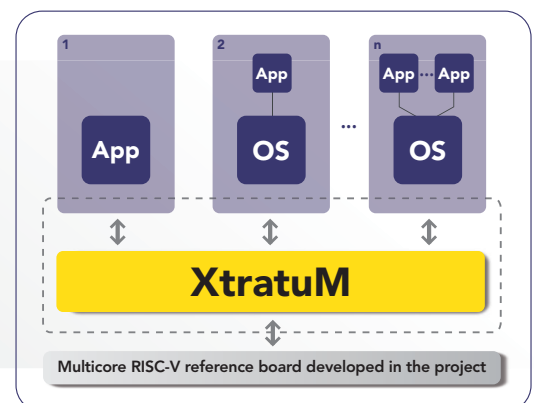 1
2
n
App
App ... App
App
OS
...
OS
XtratuM
Multicore RISC-V reference board developed in the project